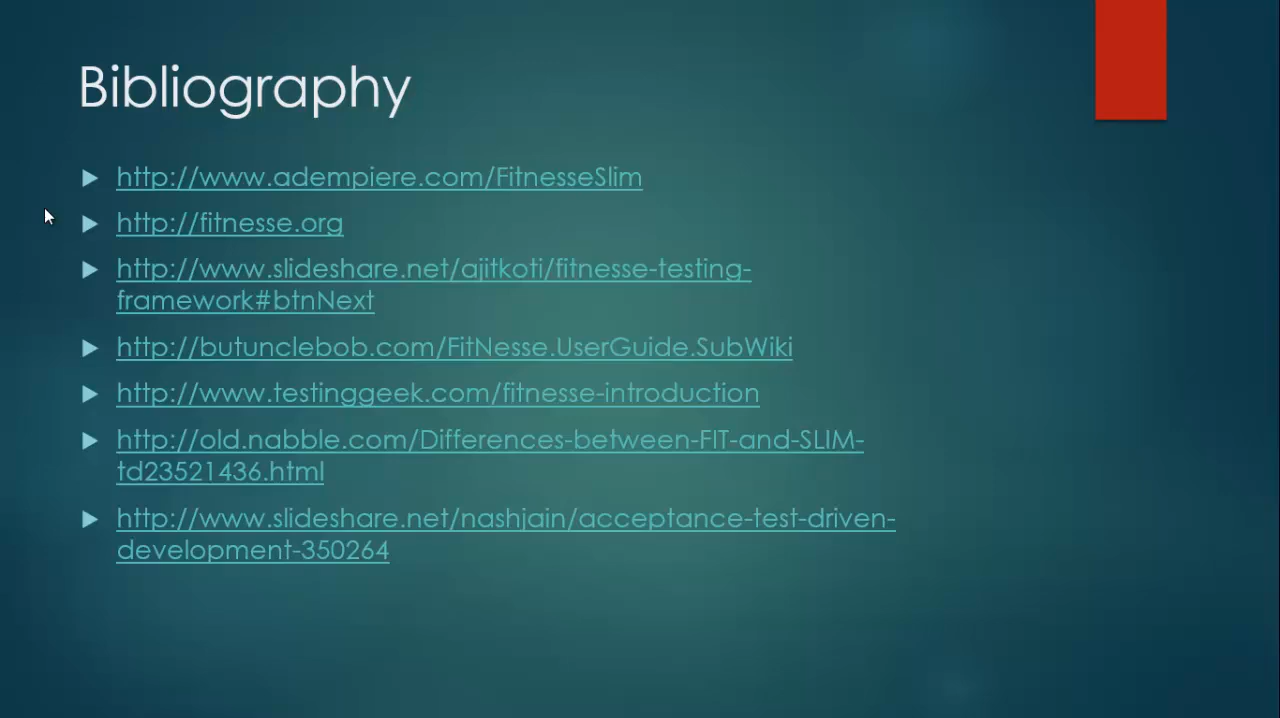 Bibliography
http://www.adempiere.com/FitnesseSlim
http://fitnesse.org
http://www.slideshare.net/ajitkoti/fitnesse-testing-
framework#btnNext
http://butunclebob.com/FitNesse.UserGuide.SubWiki
http://www.testinggeek.com/fitnesse-introduction
http://old.nabble.com/Differences-between-FIT-and-SLIM-
td23521436.html
http://www.slideshare.net/nashjain/acceptance-test-driven-
development-350264